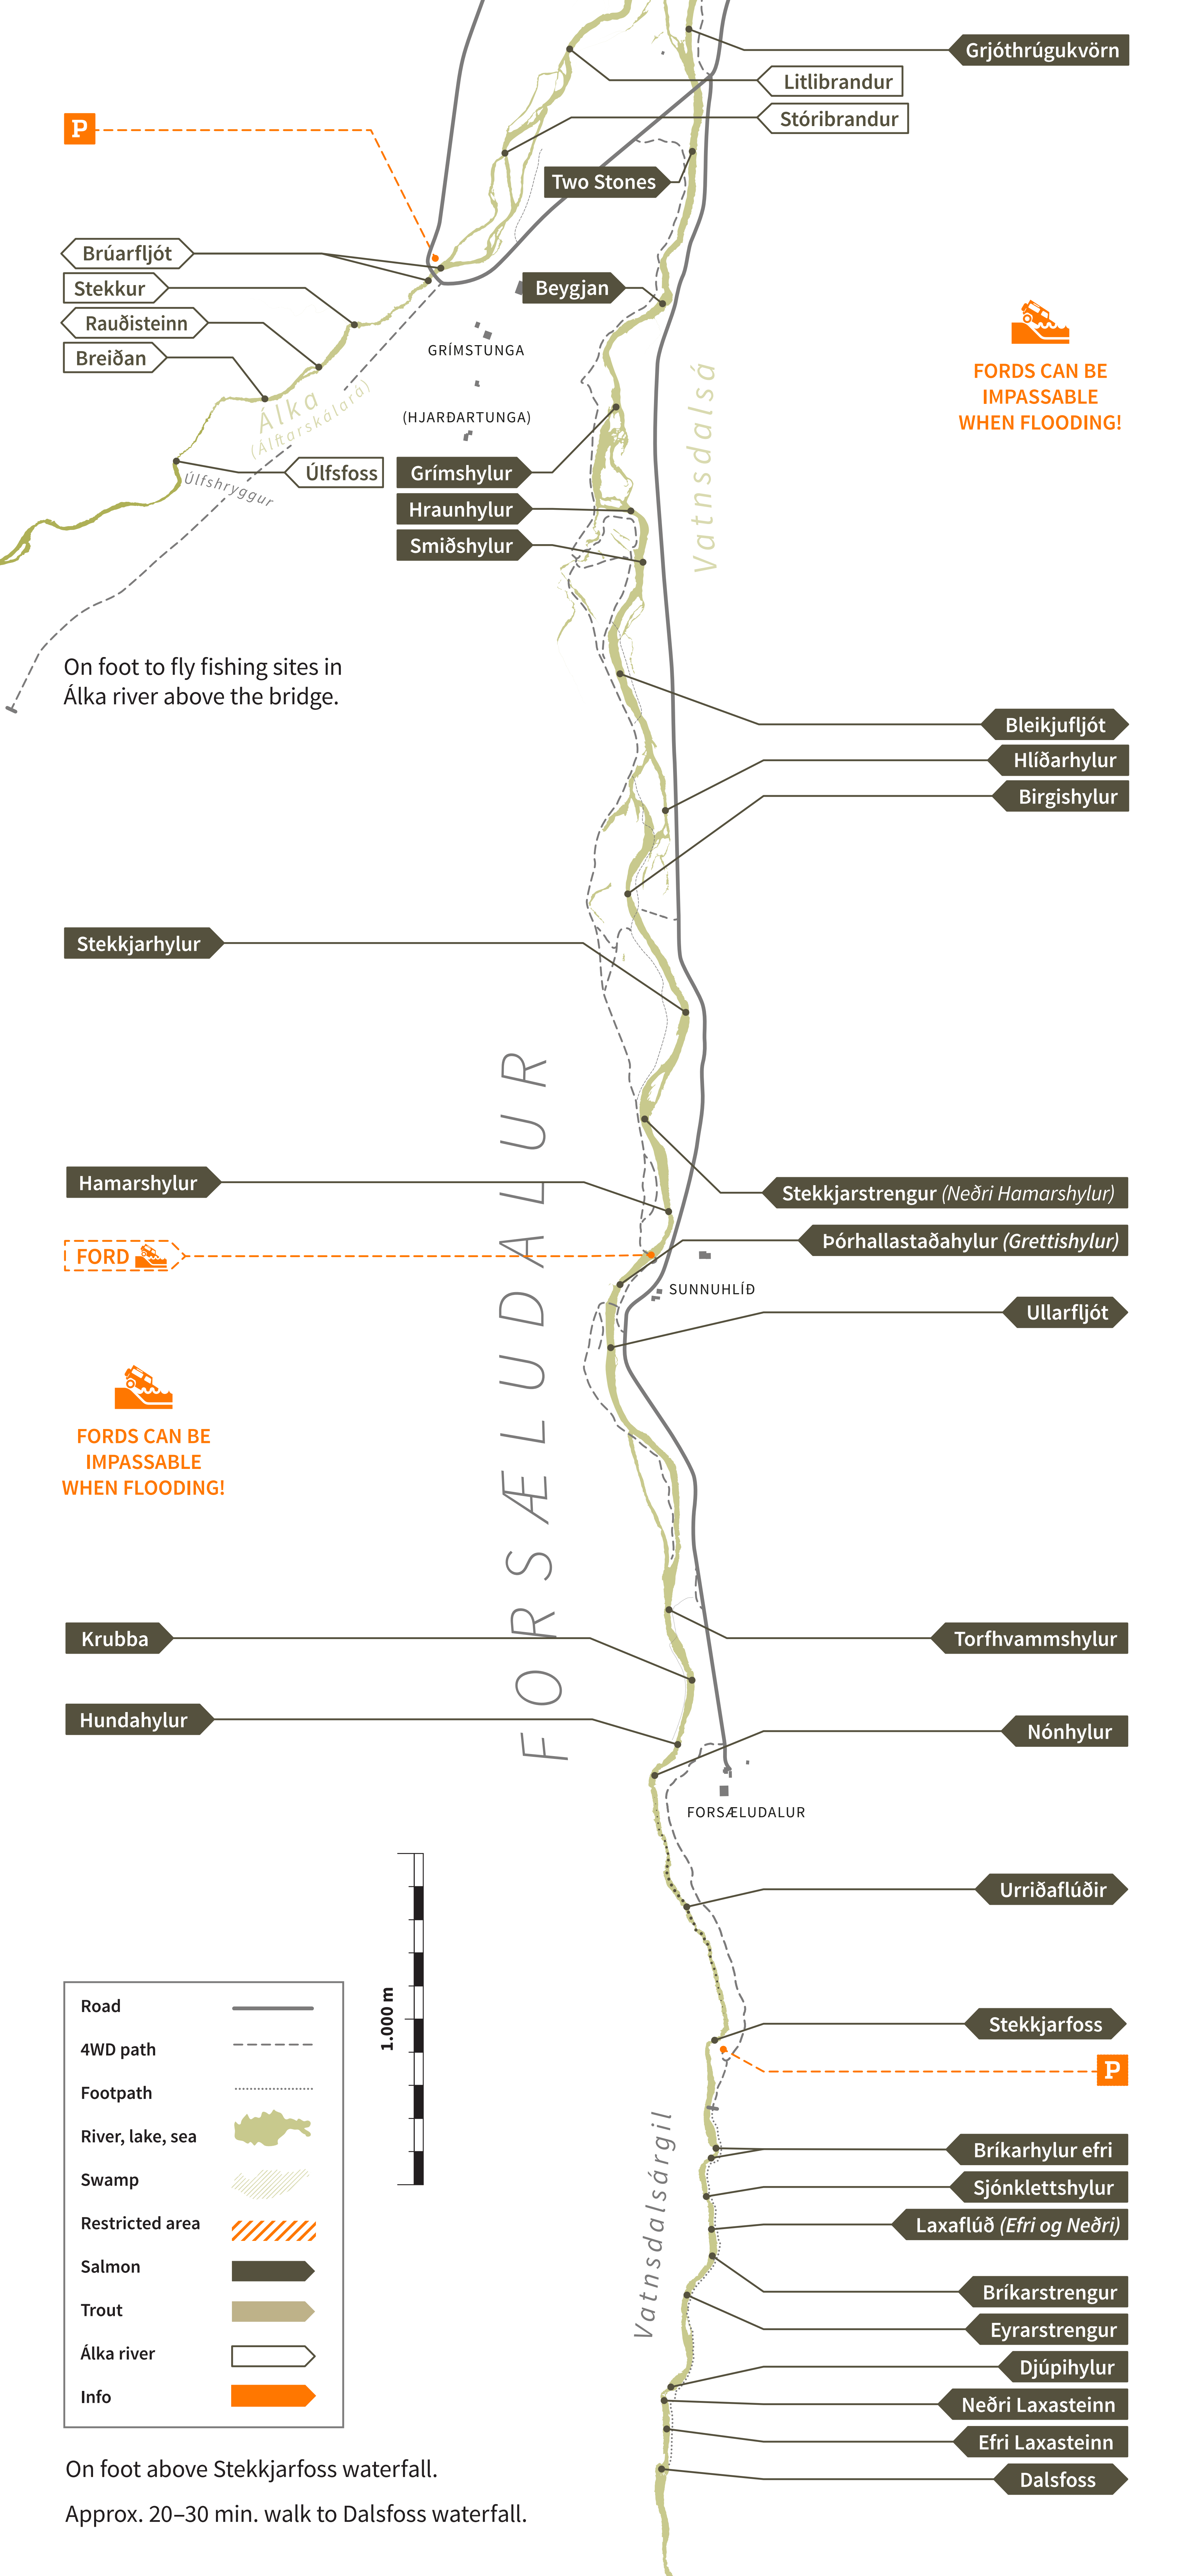 Grjóthrúgukvörn
Litlibrandur
Stóribrandur
P
Two Stones
Brúarfljót
Stekkur
Rauðisteinn
Breiðan
Beygjan
GRÍMSTUNGA
(HJARÐARTUNGA)
Álka
(Álftarskálará)
Vatnsdalsá
FORDS CAN BE
IMPASSABLE
WHEN FLOODING!
Úlfsfoss
Úlfshryggur
Grímshylur
Hraunhylur
Smiðshylur
On foot to fly fishing sites in
Álka river above the bridge.
Bleikjufljót
Hlíðarhylur
Birgishylur
Stekkjarhylur
FORSÆLUDALUR
Hamarshylur
Stekkjarstrengur (Neðri Hamarshylur)
FORD
Þórhallastaðahylur (Grettishylur)
SUNNUHLÍÐ
Ullarfljót
FORDS CAN BE
IMPASSABLE
WHEN FLOODING!
Krubba
Torfhvammshylur
Hundahylur
Nónhylur
FORSÆLUDALUR
Urriðaflúðir
Stekkjarfoss
P
1.000 m
Road
4WD path
Footpath
River, lake, sea
Swamp
Restricted area
Salmon
Trout
Álka river
Info
Vatnsdalsárgil
Bríkarhylur efri
Sjónklettshylur
Laxaflúð (Efri og Neðri)
Bríkarstrengur
Eyrarstrengur
Djúpihylur
Neðri Laxasteinn
Efri Laxasteinn
Dalsfoss
On foot above Stekkjarfoss waterfall.
Approx. 20–30 min. walk to Dalsfoss waterfall.